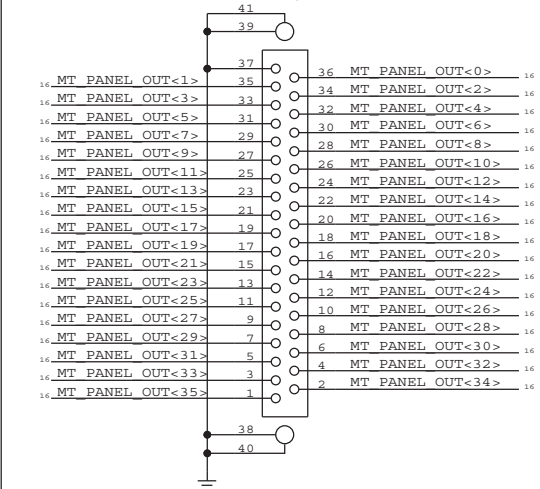 41
39
37
36 MT_PANEL_OUT<0> 16
16 MT_PANEL_OUT<1> 35
34 MT_PANEL_OUT<2> 16
16 MT_PANEL_OUT<3> 33
32 MT_PANEL_OUT<4> 16
16 MT_PANEL_OUT<5> 31
30 MT_PANEL_OUT<6> 16
16 MT_PANEL_OUT<7> 29
28 MT_PANEL_OUT<8> 16
16 MT_PANEL_OUT<9> 27
26 MT_PANEL_OUT<10> 16
16 MT_PANEL_OUT<11> 25
24 MT_PANEL_OUT<12> 16
16 MT_PANEL_OUT<13> 23
22 MT_PANEL_OUT<14> 16
16 MT_PANEL_OUT<15> 21
20 MT_PANEL_OUT<16> 16
16 MT_PANEL_OUT<17> 19
18 MT_PANEL_OUT<18> 16
16 MT_PANEL_OUT<19> 17
16 MT_PANEL_OUT<20> 16
16 MT_PANEL_OUT<21> 15
14 MT_PANEL_OUT<22> 16
16 MT_PANEL_OUT<23> 13
12 MT_PANEL_OUT<24> 16
16 MT_PANEL_OUT<25> 11
10 MT_PANEL_OUT<26> 16
16 MT_PANEL_OUT<27> 9
8 MT_PANEL_OUT<28> 16
16 MT_PANEL_OUT<29> 7
6 MT_PANEL_OUT<30> 16
16 MT_PANEL_OUT<31> 5
4 MT_PANEL_OUT<32> 16
16 MT_PANEL_OUT<33> 3
2 MT_PANEL_OUT<34> 16
16 MT_PANEL_OUT<35> 1
38
40